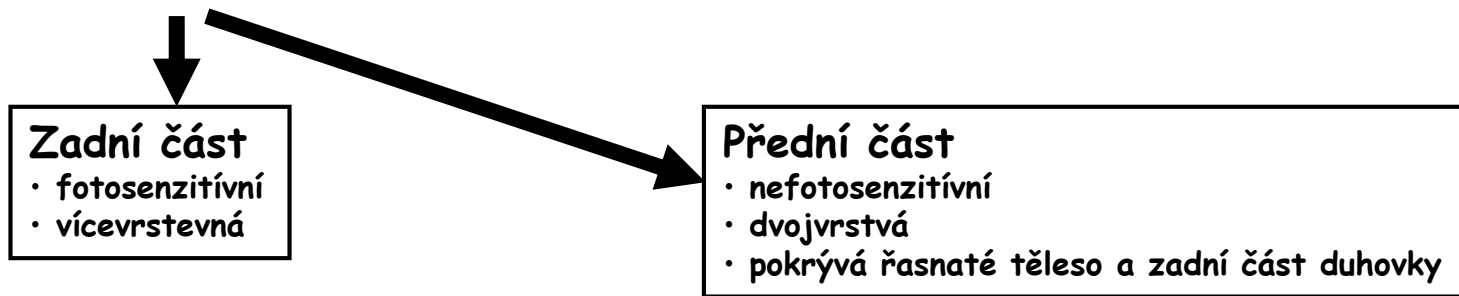 Zadní část
• fotosenzitívní
• vícevrstevná
Přední část
• nefotosenzitívní
• dvojvrstvá
• pokrývá řasnaté těleso a zadní část duhovky